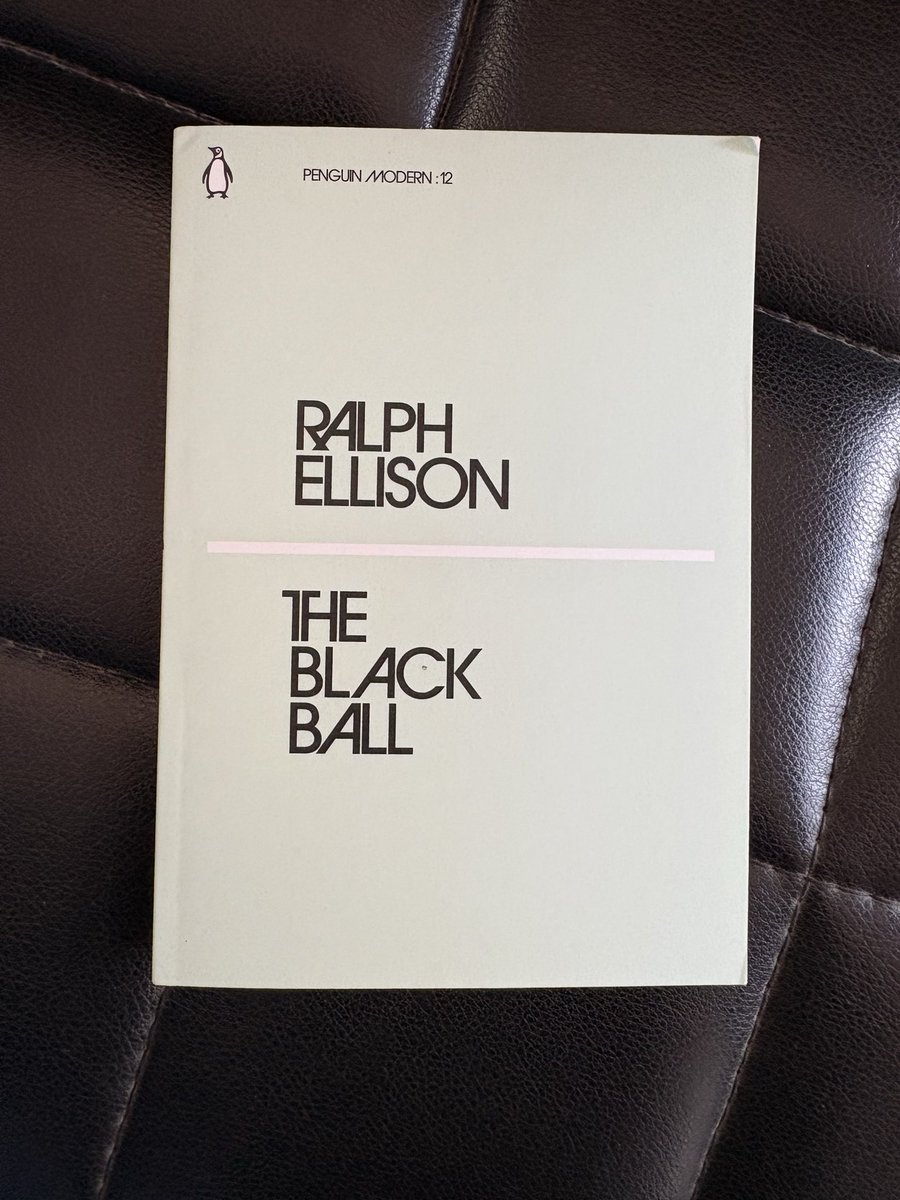 PENGUIN MODERN :12
RALPH
ELLISON
THE
BLACK
BALL